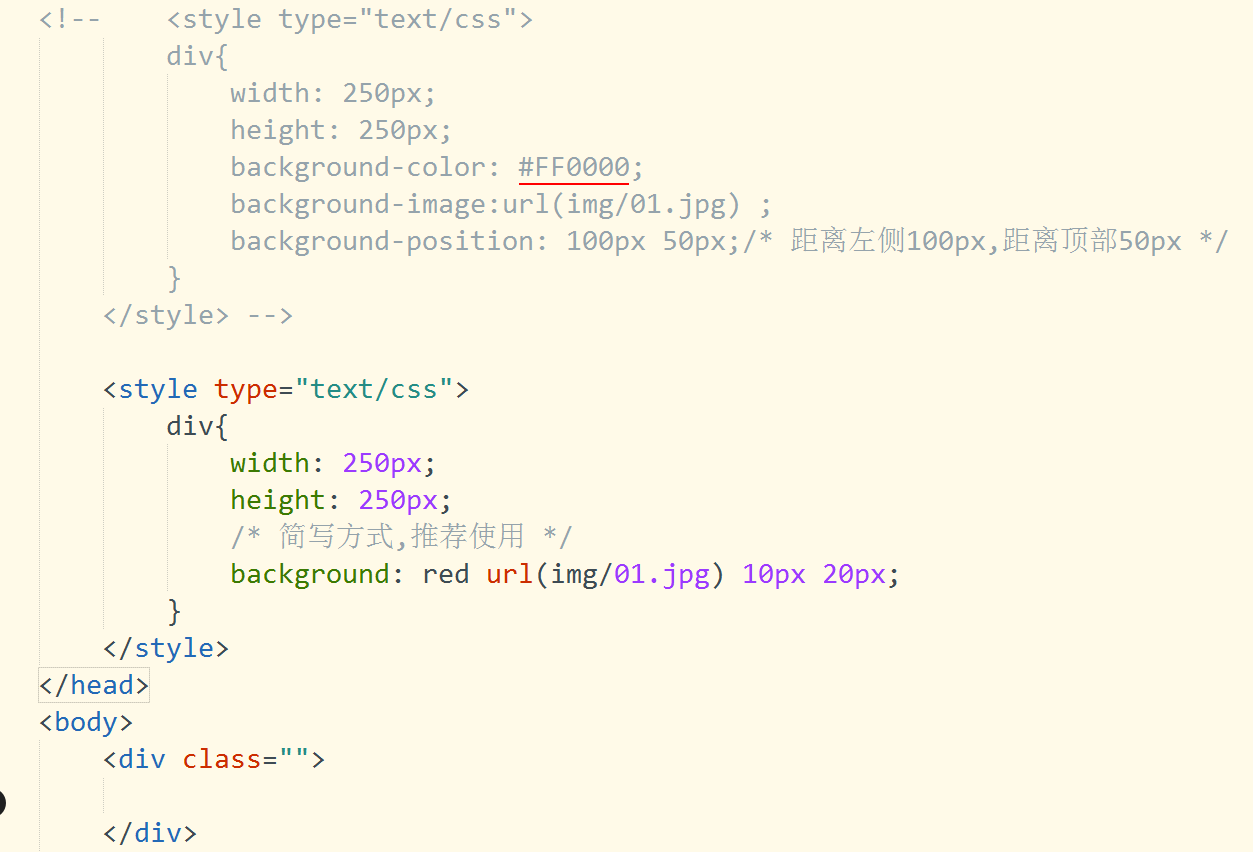 <!--    <style type="text/css">
        div{
            width: 250px;
            height: 250px;
            background-color: #FF0000;
            background-image:url(img/01.jpg) ;
            background-position: 100px 50px;/* 距离左侧100px,距离顶部50px */
        }
    </style> -->
    <style type="text/css">
        div{
            width: 250px;
            height: 250px;
            /* 简写方式,推荐使用 */
            background: red url(img/01.jpg) 10px 20px;
        }
    </style>
</head>
<body>
    <div class="">
    </div>